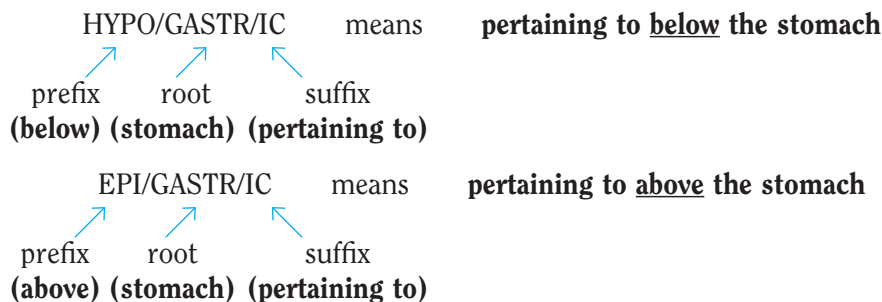 HYPO/GASTR/IC means pertaining to below the stomach
prefix root suffix
(below) (stomach) (pertaining to)
EPI/GASTR/IC means pertaining to above the stomach
prefix root suffix
(above) (stomach) (pertaining to)